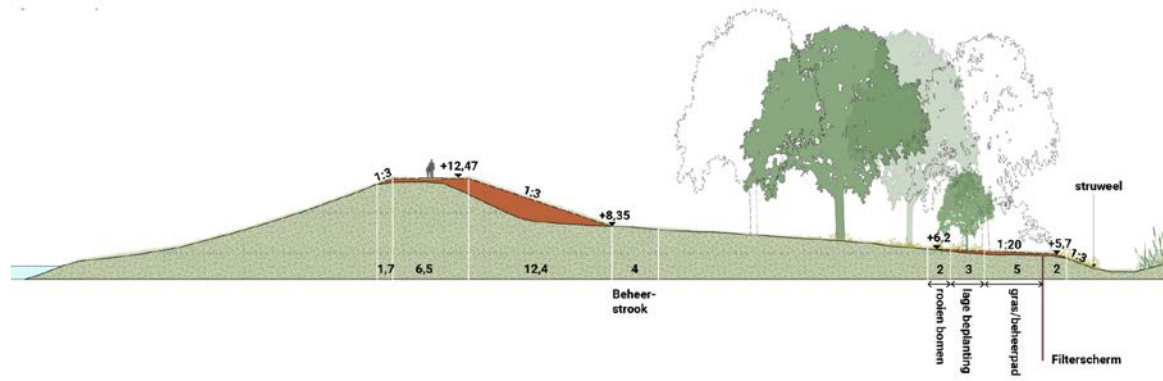 1:3
+12,47
1:3
+8,35
struweel
+6,2
1:20
+5,7
1:3
1,7
6,5
12,4
4
2
3
5
2
Beheer-
strook
rooien bomen
lage beplanting
gras/beheerpad
Filterscherm